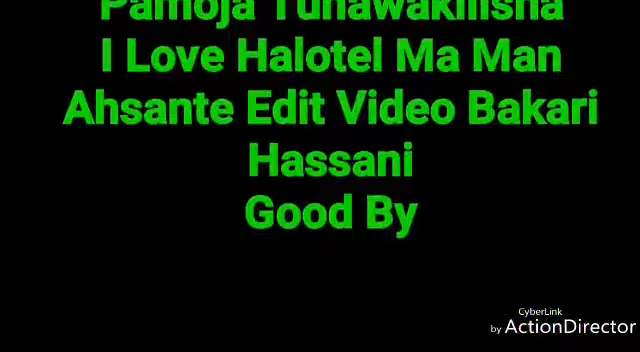 Pamoja Tunawakilisha
I Love Halotel Ma Man
Ahsante Edit Video Bakari
Hassani
Good By
CyberLink
by ActionDirector